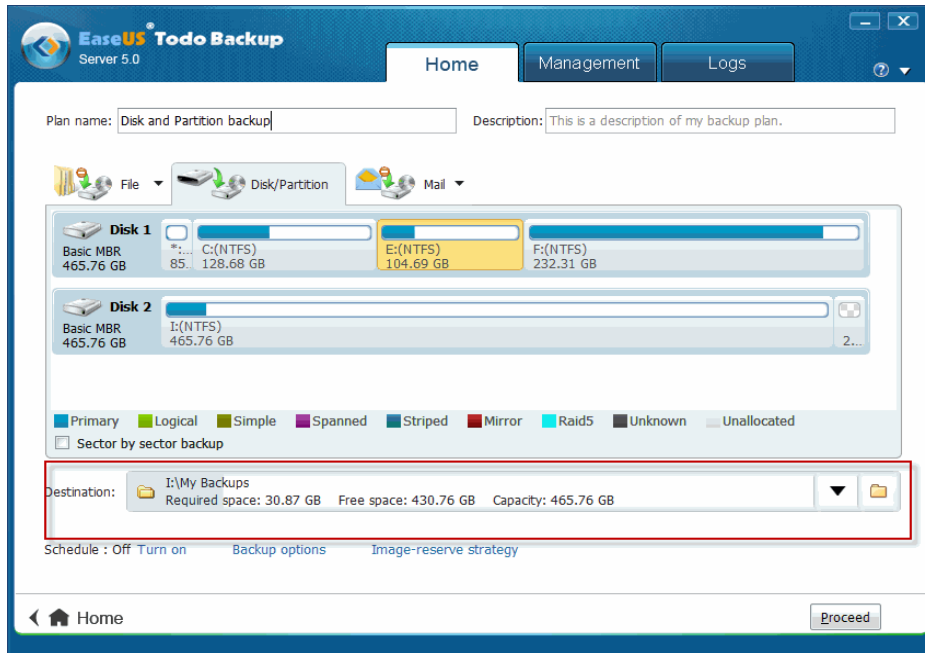 EaseUS® Todo Backup
Server 5.0
Home Management Logs
Plan name: Disk and Partition backup Description: This is a description of my backup plan.
File Disk/Partition Mail
Disk 1
Basic MBR
465.76 GB
*:...
85.
C:(NTFS)
128.68 GB
E:(NTFS)
104.69 GB
F:(NTFS)
232.31 GB
Disk 2
Basic MBR
465.76 GB
I:(NTFS)
465.76 GB
2...
Primary Logical Simple Spanned Striped Mirror Raid5 Unknown Unallocated
Sector by sector backup
Destination:
I:\My Backups
Required space: 30.87 GB Free space: 430.76 GB Capacity: 465.76 GB
Schedule : Off Turn on Backup options Image-reserve strategy
Home Proceed